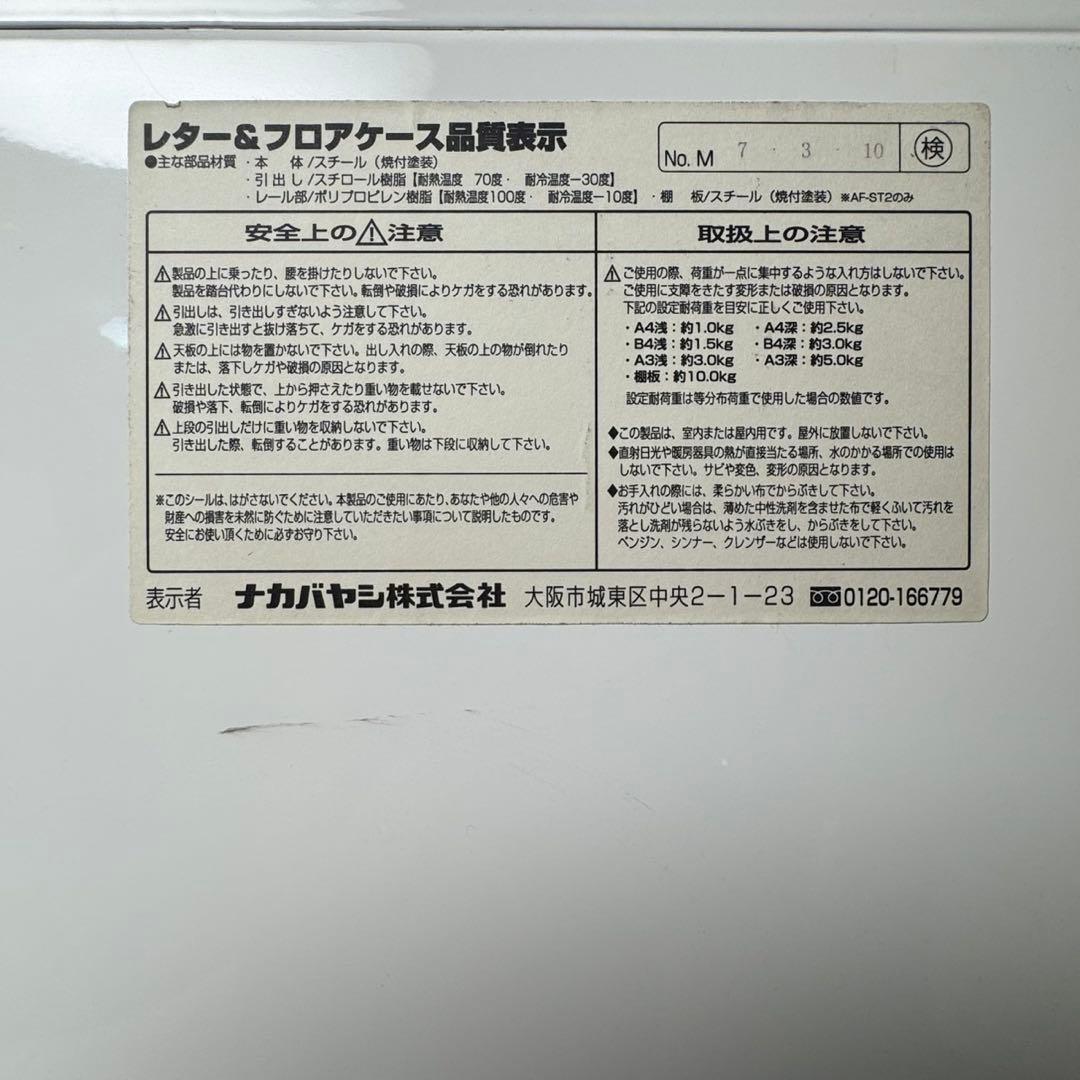 レター&フロアケース品質表示
No. M 7・3・10 検
●主な部品材質・本　体/スチール（焼付塗装）
・引出し/スチロール樹脂【耐熱温度 70度・ 耐冷温度−30度】
・レール部/ポリプロピレン樹脂【耐熱温度100度・ 耐冷温度−10度】・棚　板/スチール（焼付塗装）※AF-ST2のみ
安全上の⚠注意
⚠製品の上に乗ったり、腰を掛けたりしないで下さい。
製品を踏台代わりにしないで下さい。転倒や破損によりケガをする恐れがあります。
⚠引出しは、引き出しすぎないよう注意して下さい。
急激に引き出すと抜け落ちて、ケガをする恐れがあります。
⚠天板の上には物を置かないで下さい。出し入れの際、天板の上の物が倒れたり
または、落下しケガや破損の原因となります。
⚠引き出した状態で、上から押さえたり重い物を載せないで下さい。
破損や落下、転倒によりケガをする恐れがあります。
⚠上段の引出しだけに重い物を収納しないで下さい。
引き出した際、転倒することがあります。重い物は下段に収納して下さい。
※このシールは、はがさないでください。本製品のご使用にあたり、あなたや他の人々への危害や
財産への損害を未然に防ぐために注意していただきたい事項について説明したものです。
安全にお使い頂くために必ずお守り下さい。
取扱上の注意
⚠ご使用の際、荷重が一点に集中するような入れ方はしないで下さい。
ご使用に支障をきたす変形または破損の原因となります。
下記の設定耐荷重を目安に正しくご使用下さい。
・A4浅：約1.0kg ・A4深：約2.5kg
・B4浅：約1.5kg ・B4深：約3.0kg
・A3浅：約3.0kg ・A3深：約5.0kg
・棚板：約10.0kg
設定耐荷重は等分布荷重で使用した場合の数値です。
◆この製品は、室内または屋内用です。屋外に放置しないで下さい。
◆直射日光や暖房器具の熱が直接当たる場所、水のかかる場所での使用は
しないで下さい。サビや変色、変形の原因となります。
◆お手入れの際には、柔らかい布でからぶきして下さい。
汚れがひどい場合は、薄めた中性洗剤を含ませた布で軽くふいて汚れを
落とし洗剤が残らないよう水ぶきをし、からぶきをして下さい。
ベンジン、シンナー、クレンザーなどは使用しないで下さい。
表示者 ナカバヤシ株式会社 大阪市城東区中央2−1−23 0120-166779